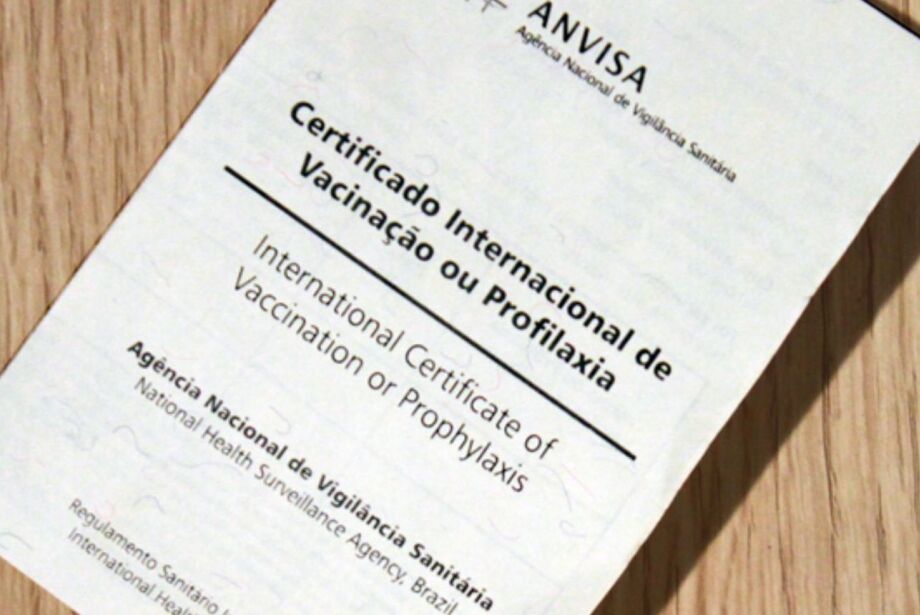 ANVISA
Agência Nacional de Vigilância Sanitária
Certificado Internacional de
Vacinação ou Profilaxia
International Certificate of
Vaccination or Prophylaxis
Agência Nacional de Vigilância Sanitária
National Health Surveillance Agency, Brazil
Regulamento Sanitário
International